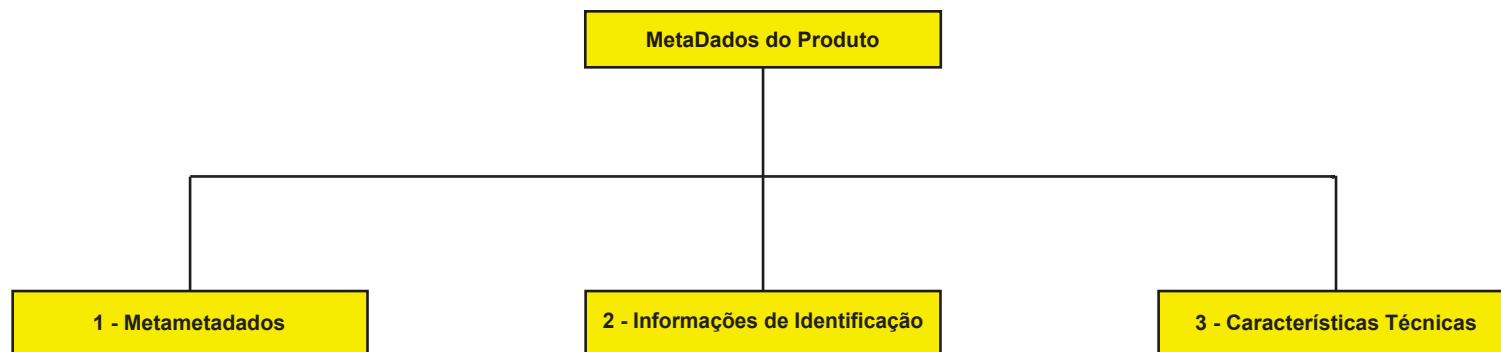 MetaDados do Produto
1 - Metametadados
2 - Informações de Identificação
3 - Características Técnicas